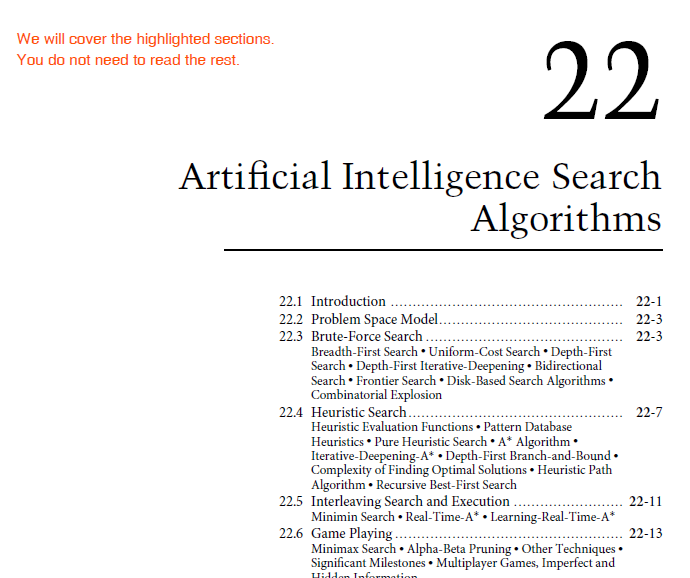 We will cover the highlighted sections.
You do not need to read the rest.
22
Artificial Intelligence Search
Algorithms
22.1 Introduction ..................................................... 22-1
22.2 Problem Space Model.......................................... 22-3
22.3 Brute-Force Search ............................................. 22-3
Breadth-First Search • Uniform-Cost Search • Depth-First
Search • Depth-First Iterative-Deepening • Bidirectional
Search • Frontier Search • Disk-Based Search Algorithms •
Combinatorial Explosion
22.4 Heuristic Search................................................. 22-7
Heuristic Evaluation Functions • Pattern Database
Heuristics • Pure Heuristic Search • A* Algorithm •
Iterative-Deepening-A* • Depth-First Branch-and-Bound •
Complexity of Finding Optimal Solutions • Heuristic Path
Algorithm • Recursive Best-First Search
22.5 Interleaving Search and Execution ......................... 22-11
Minimin Search • Real-Time-A* • Learning-Real-Time-A*
22.6 Game Playing .................................................... 22-13
Minimax Search • Alpha-Beta Pruning • Other Techniques •
Significant Milestones • Multiplayer Games, Imperfect and
Hidden Information